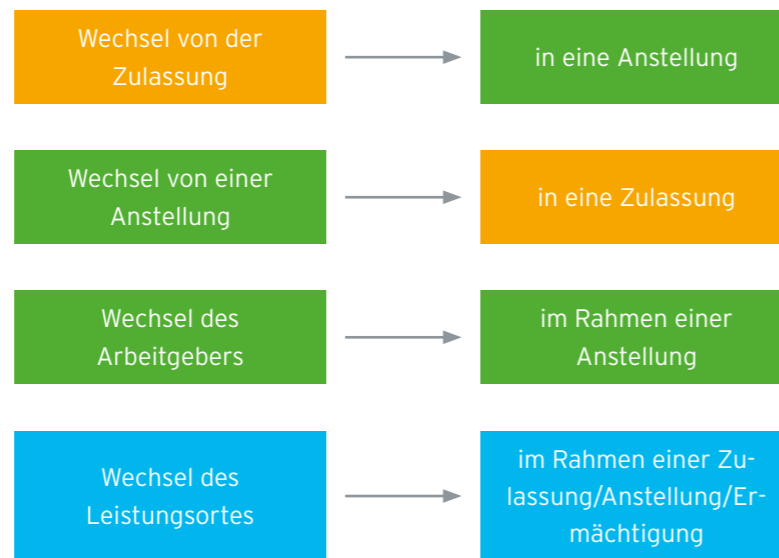 Wechsel von der
Zulassung
in eine Anstellung
Wechsel von einer
Anstellung
in eine Zulassung
Wechsel des
Arbeitgebers
im Rahmen einer
Anstellung
Wechsel des
Leistungsortes
im Rahmen einer Zu-
lassung/Anstellung/Er-
mächtigung